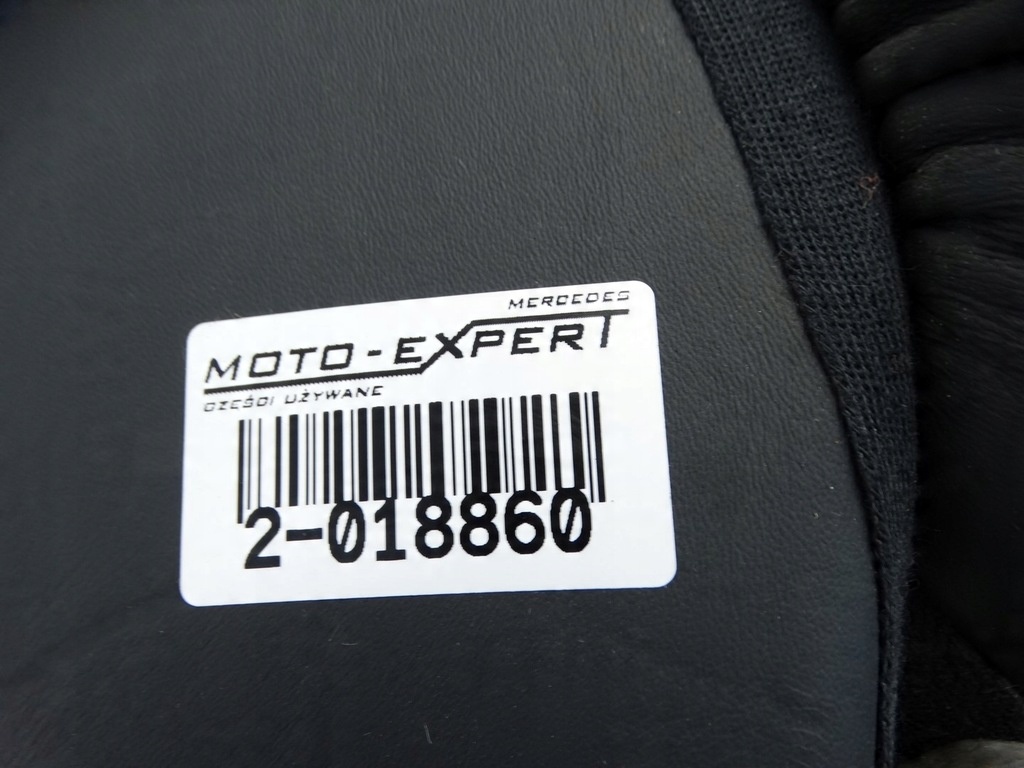 MERCEDES
MOTO-EXPERT
CZĘŚCI UŻYWANE
2-018860